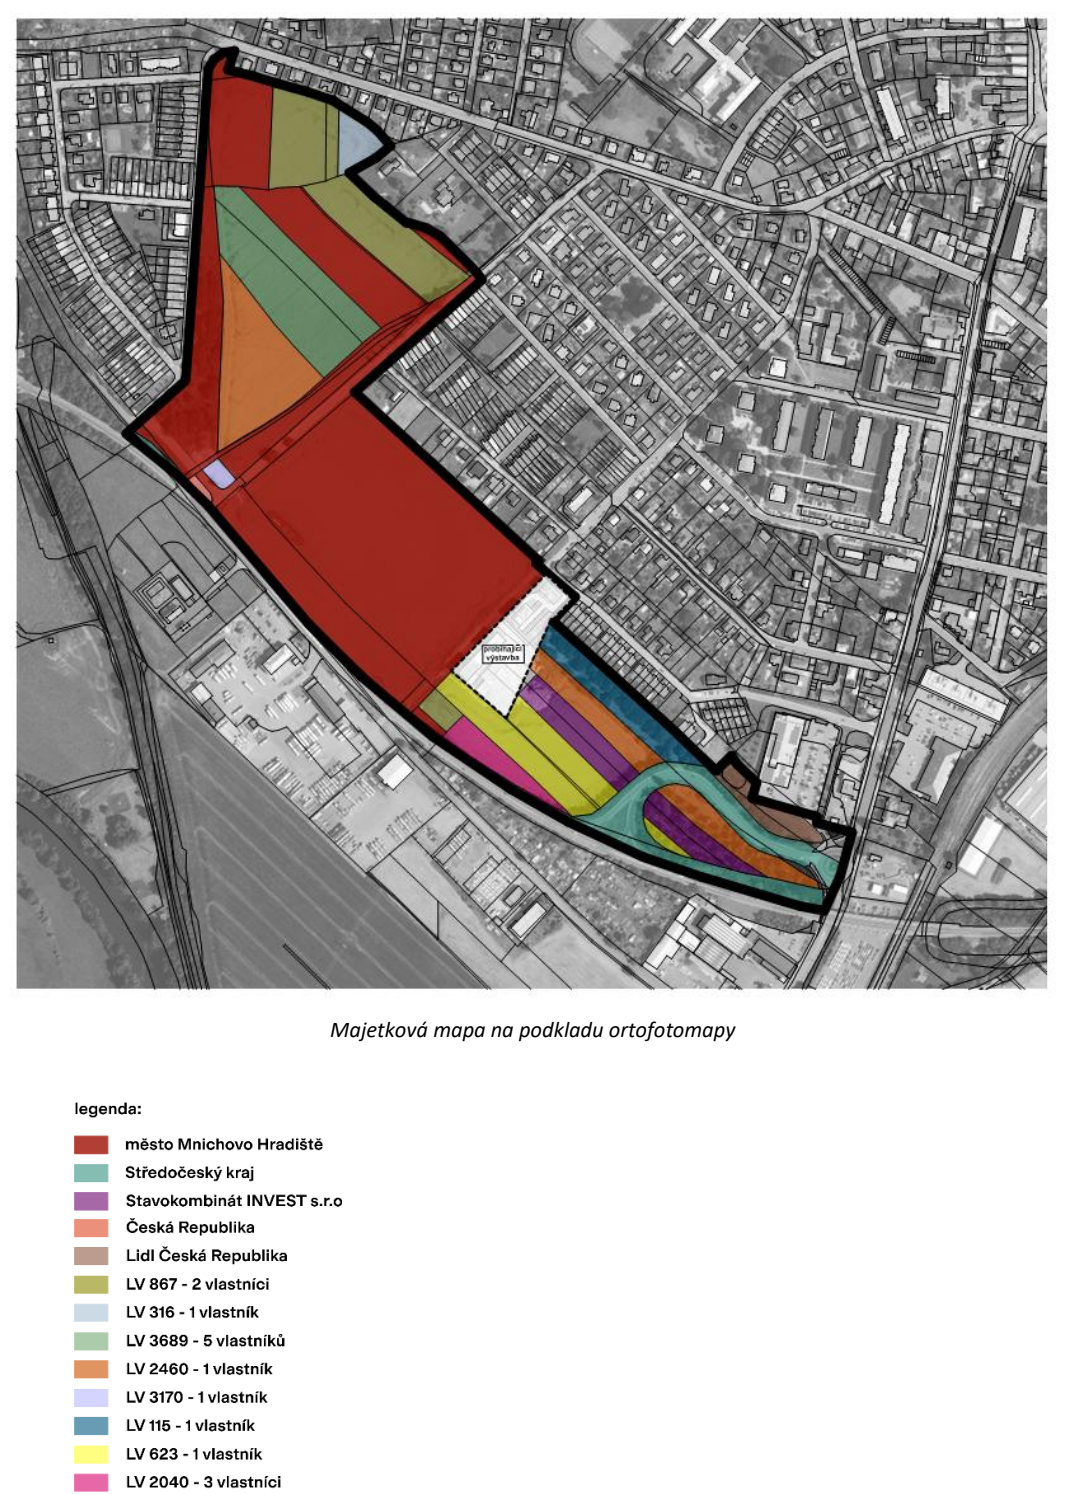 probíhající
výstavba
Majetková mapa na podkladu ortofotomapy
legenda:
město Mnichovo Hradiště
Středočeský kraj
Stavokombinát INVEST s.r.o
Česká Republika
Lidl Česká Republika
LV 867 - 2 vlastníci
LV 316 - 1 vlastník
LV 3689 - 5 vlastníků
LV 2460 - 1 vlastník
LV 3170 - 1 vlastník
LV 115 - 1 vlastník
LV 623 - 1 vlastník
LV 2040 - 3 vlastníci